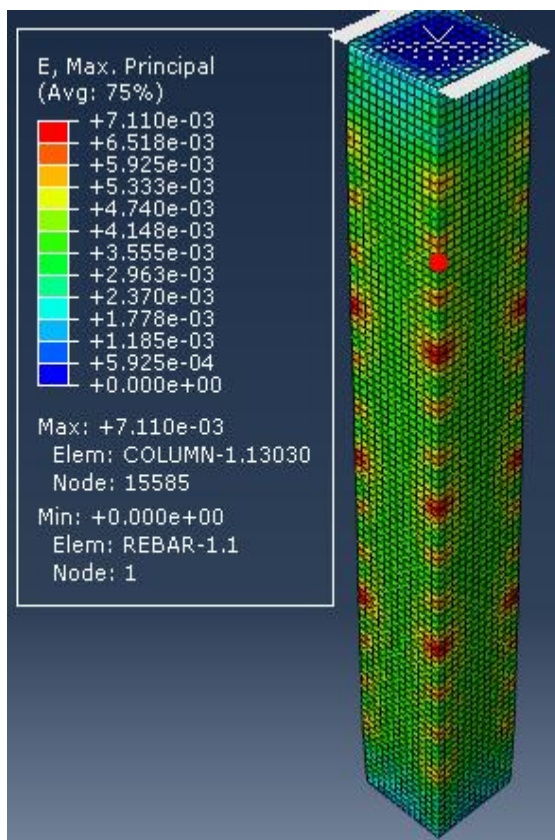 E, Max. Principal
(Avg: 75%)
+7.110e-03
+6.518e-03
+5.925e-03
+5.333e-03
+4.740e-03
+4.148e-03
+3.555e-03
+2.963e-03
+2.370e-03
+1.778e-03
+1.185e-03
+5.925e-04
+0.000e+00
Max: +7.110e-03
Elem: COLUMN-1.13030
Node: 15585
Min: +0.000e+00
Elem: REBAR-1.1
Node: 1